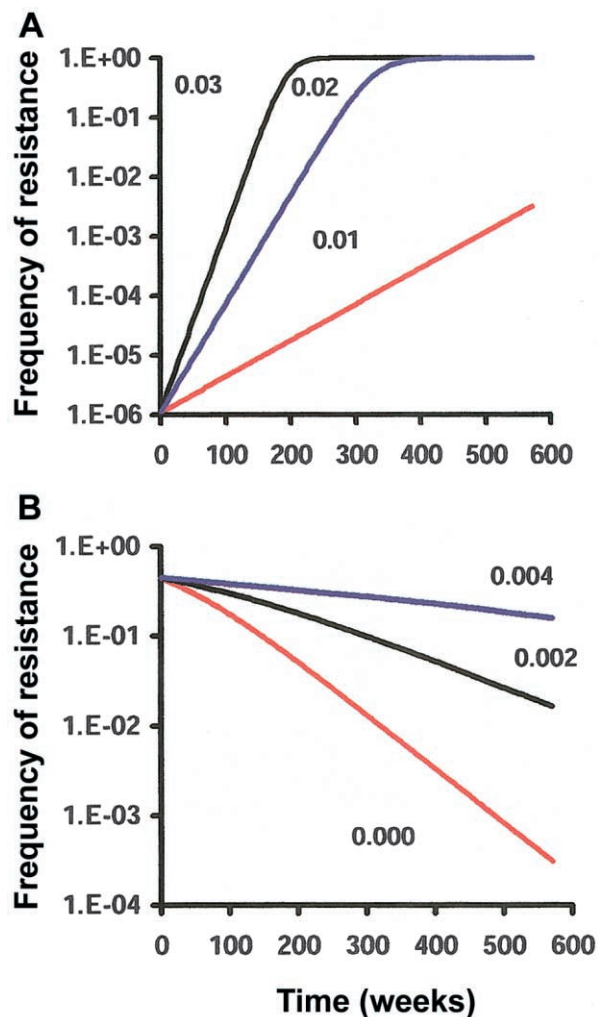 A
Frequency of resistance
1.E+00
1.E-01
1.E-02
1.E-03
1.E-04
1.E-05
1.E-06
0.03
0.02
0.01
0 100 200 300 400 500 600
B
Frequency of resistance
1.E+00
1.E-01
1.E-02
1.E-03
1.E-04
0.004
0.002
0.000
0 100 200 300 400 500 600
Time (weeks)